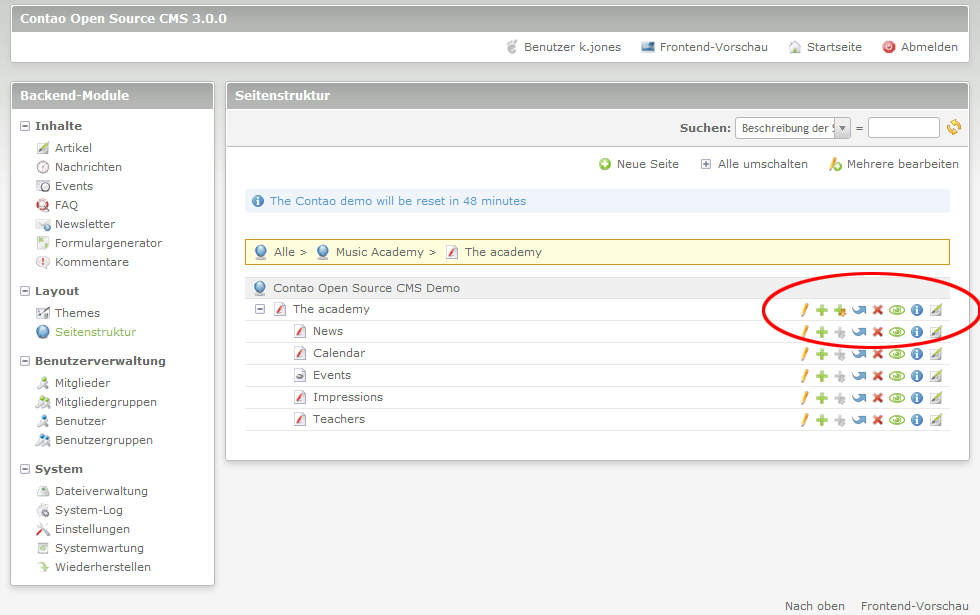 Contao Open Source CMS 3.0.0
Benutzer k.jones Frontend-Vorschau Startseite Abmelden
Backend-Module
Inhalte
Artikel
Nachrichten
Events
FAQ
Newsletter
Formulargenerator
Kommentare
Layout
Themes
Seitenstruktur
Benutzerverwaltung
Mitglieder
Mitgliedergruppen
Benutzer
Benutzergruppen
System
Dateiverwaltung
System-Log
Einstellungen
Systemwartung
Wiederherstellen
Seitenstruktur
Suchen: Beschreibung der =
Neue Seite Alle umschalten Mehrere bearbeiten
The Contao demo will be reset in 48 minutes
Alle > Music Academy > The academy
Contao Open Source CMS Demo
The academy
News
Calendar
Events
Impressions
Teachers
Nach oben Frontend-Vorschau